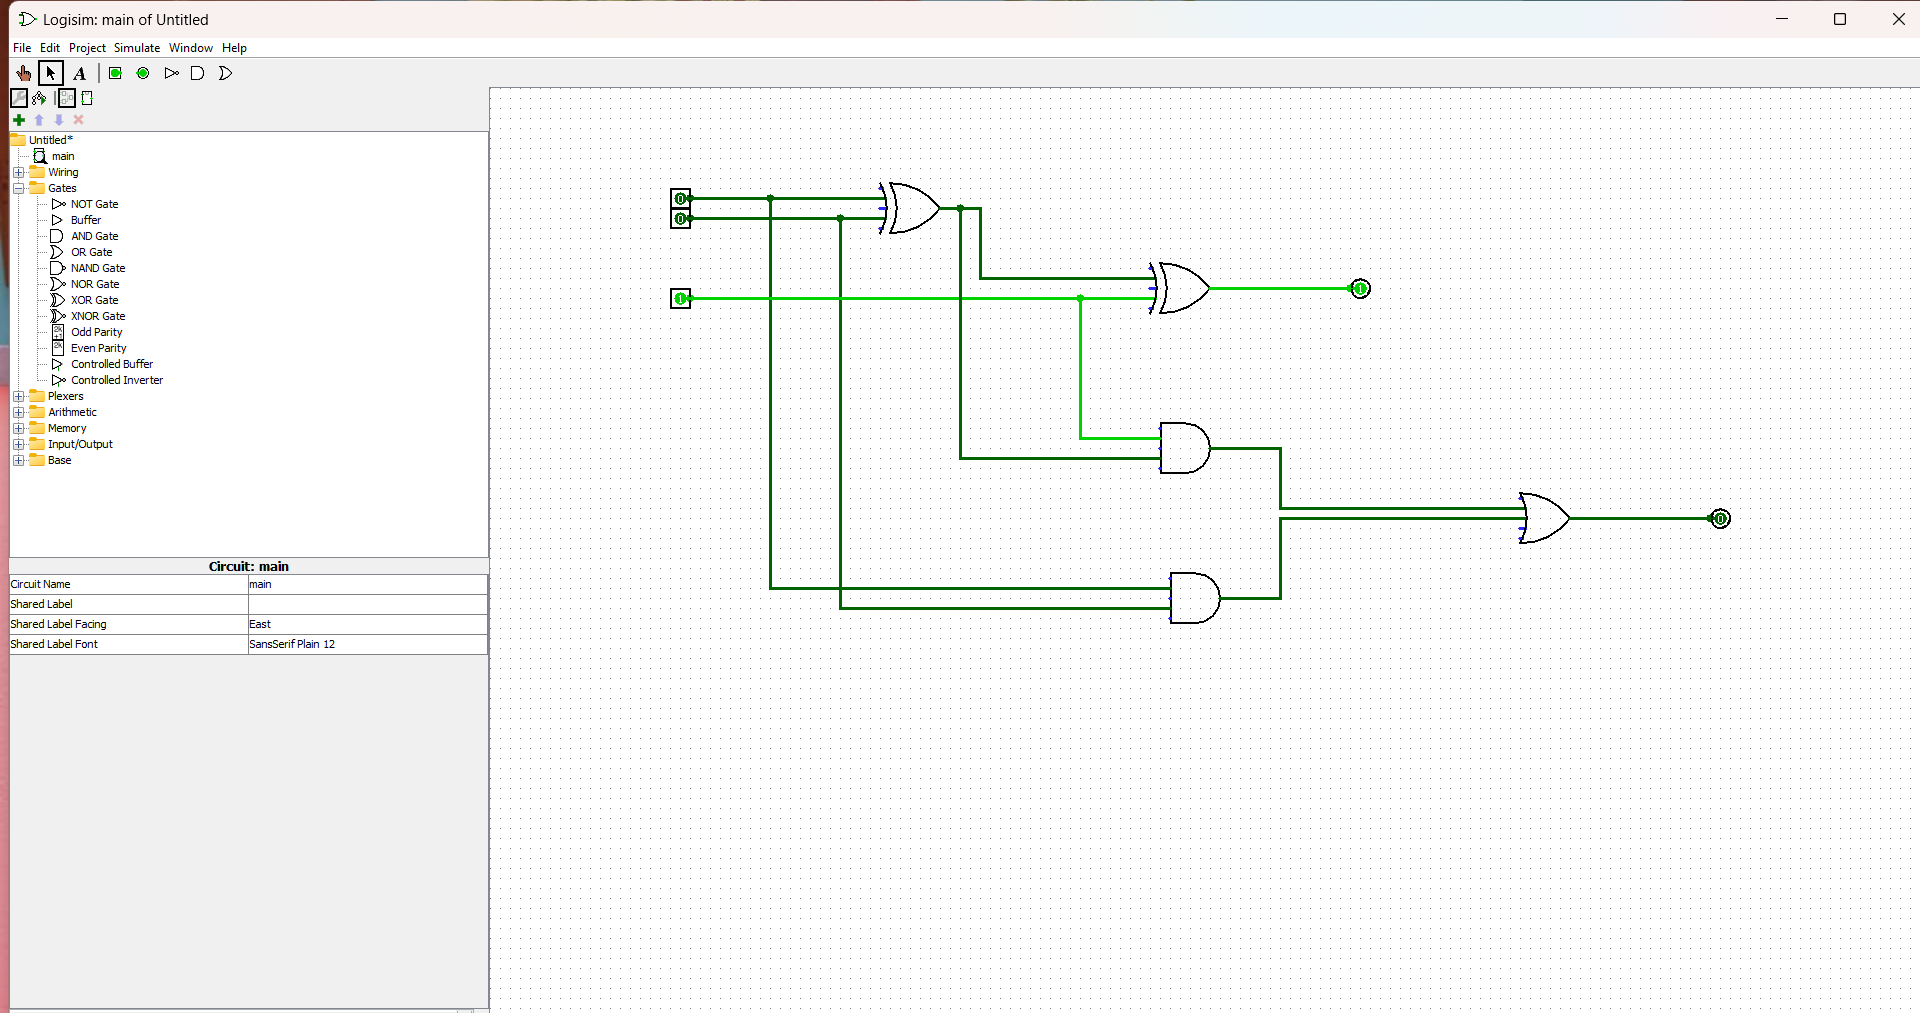 Logisim: main of Untitled
File Edit Project Simulate Window Help
A
Untitled*
main
Wiring
Gates
NOT Gate
Buffer
AND Gate
OR Gate
NAND Gate
NOR Gate
XOR Gate
XNOR Gate
Odd Parity
Even Parity
Controlled Buffer
Controlled Inverter
Plexers
Arithmetic
Memory
Input/Output
Base
Circuit: main
Circuit Name main
Shared Label
Shared Label Facing East
Shared Label Font SansSerif Plain 12
0
0
1
1
0